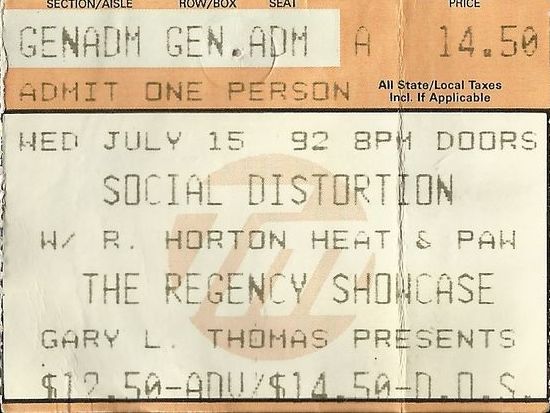 SECTION/AISLE ROW/BOX SEAT PRICE
GENADM GEN.ADM A 14.50
ADMIT ONE PERSON
All State/Local Taxes
Incl. If Applicable
WED JULY 15 92 8PM DOORS
SOCIAL DISTORTION
W/ R. HORTON HEAT & PAW
THE REGENCY SHOWCASE
GARY L. THOMAS PRESENTS
$12.50-ADV/$14.50-D.O.S.